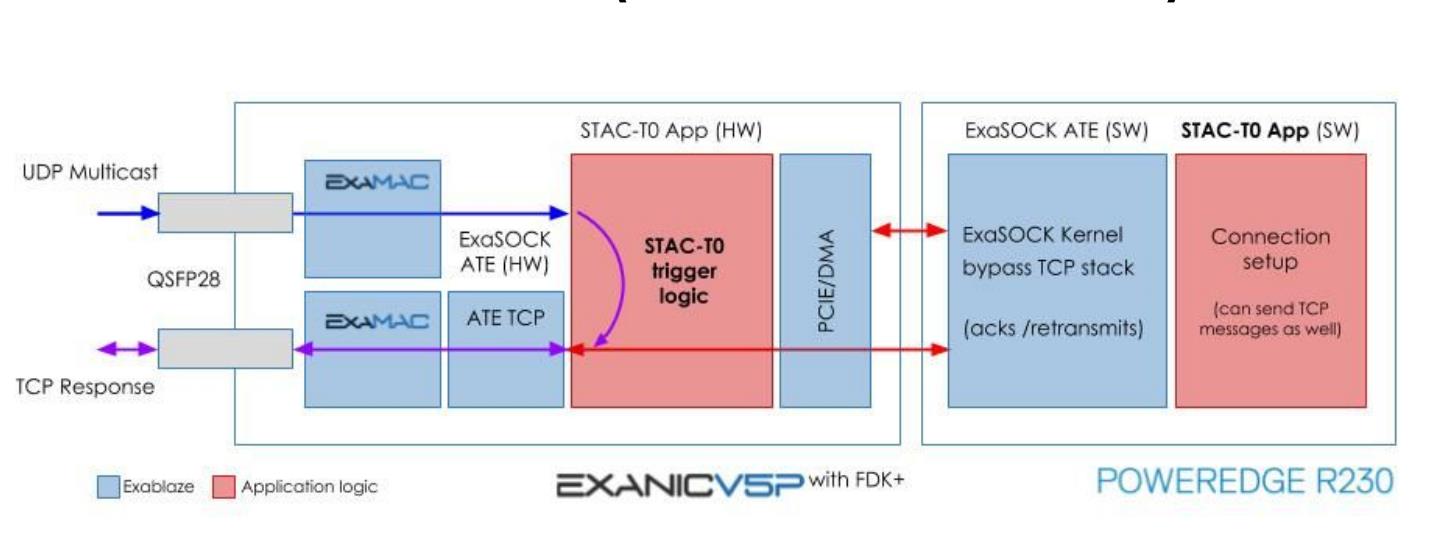 STAC-T0 App (HW)
ExaSOCK ATE (SW)
STAC-T0 App (SW)
UDP Multicast
EXAMAC
ExaSOCK
ATE (HW)
STAC-T0
trigger
logic
PCIE/DMA
ExaSOCK Kernel
bypass TCP stack
(acks /retransmits)
Connection
setup
(can send TCP
messages as well)
QSFP28
EXAMAC
ATE TCP
TCP Response
Exablaze
Application logic
EXANICV5P with FDK+
POWEREDGE R230